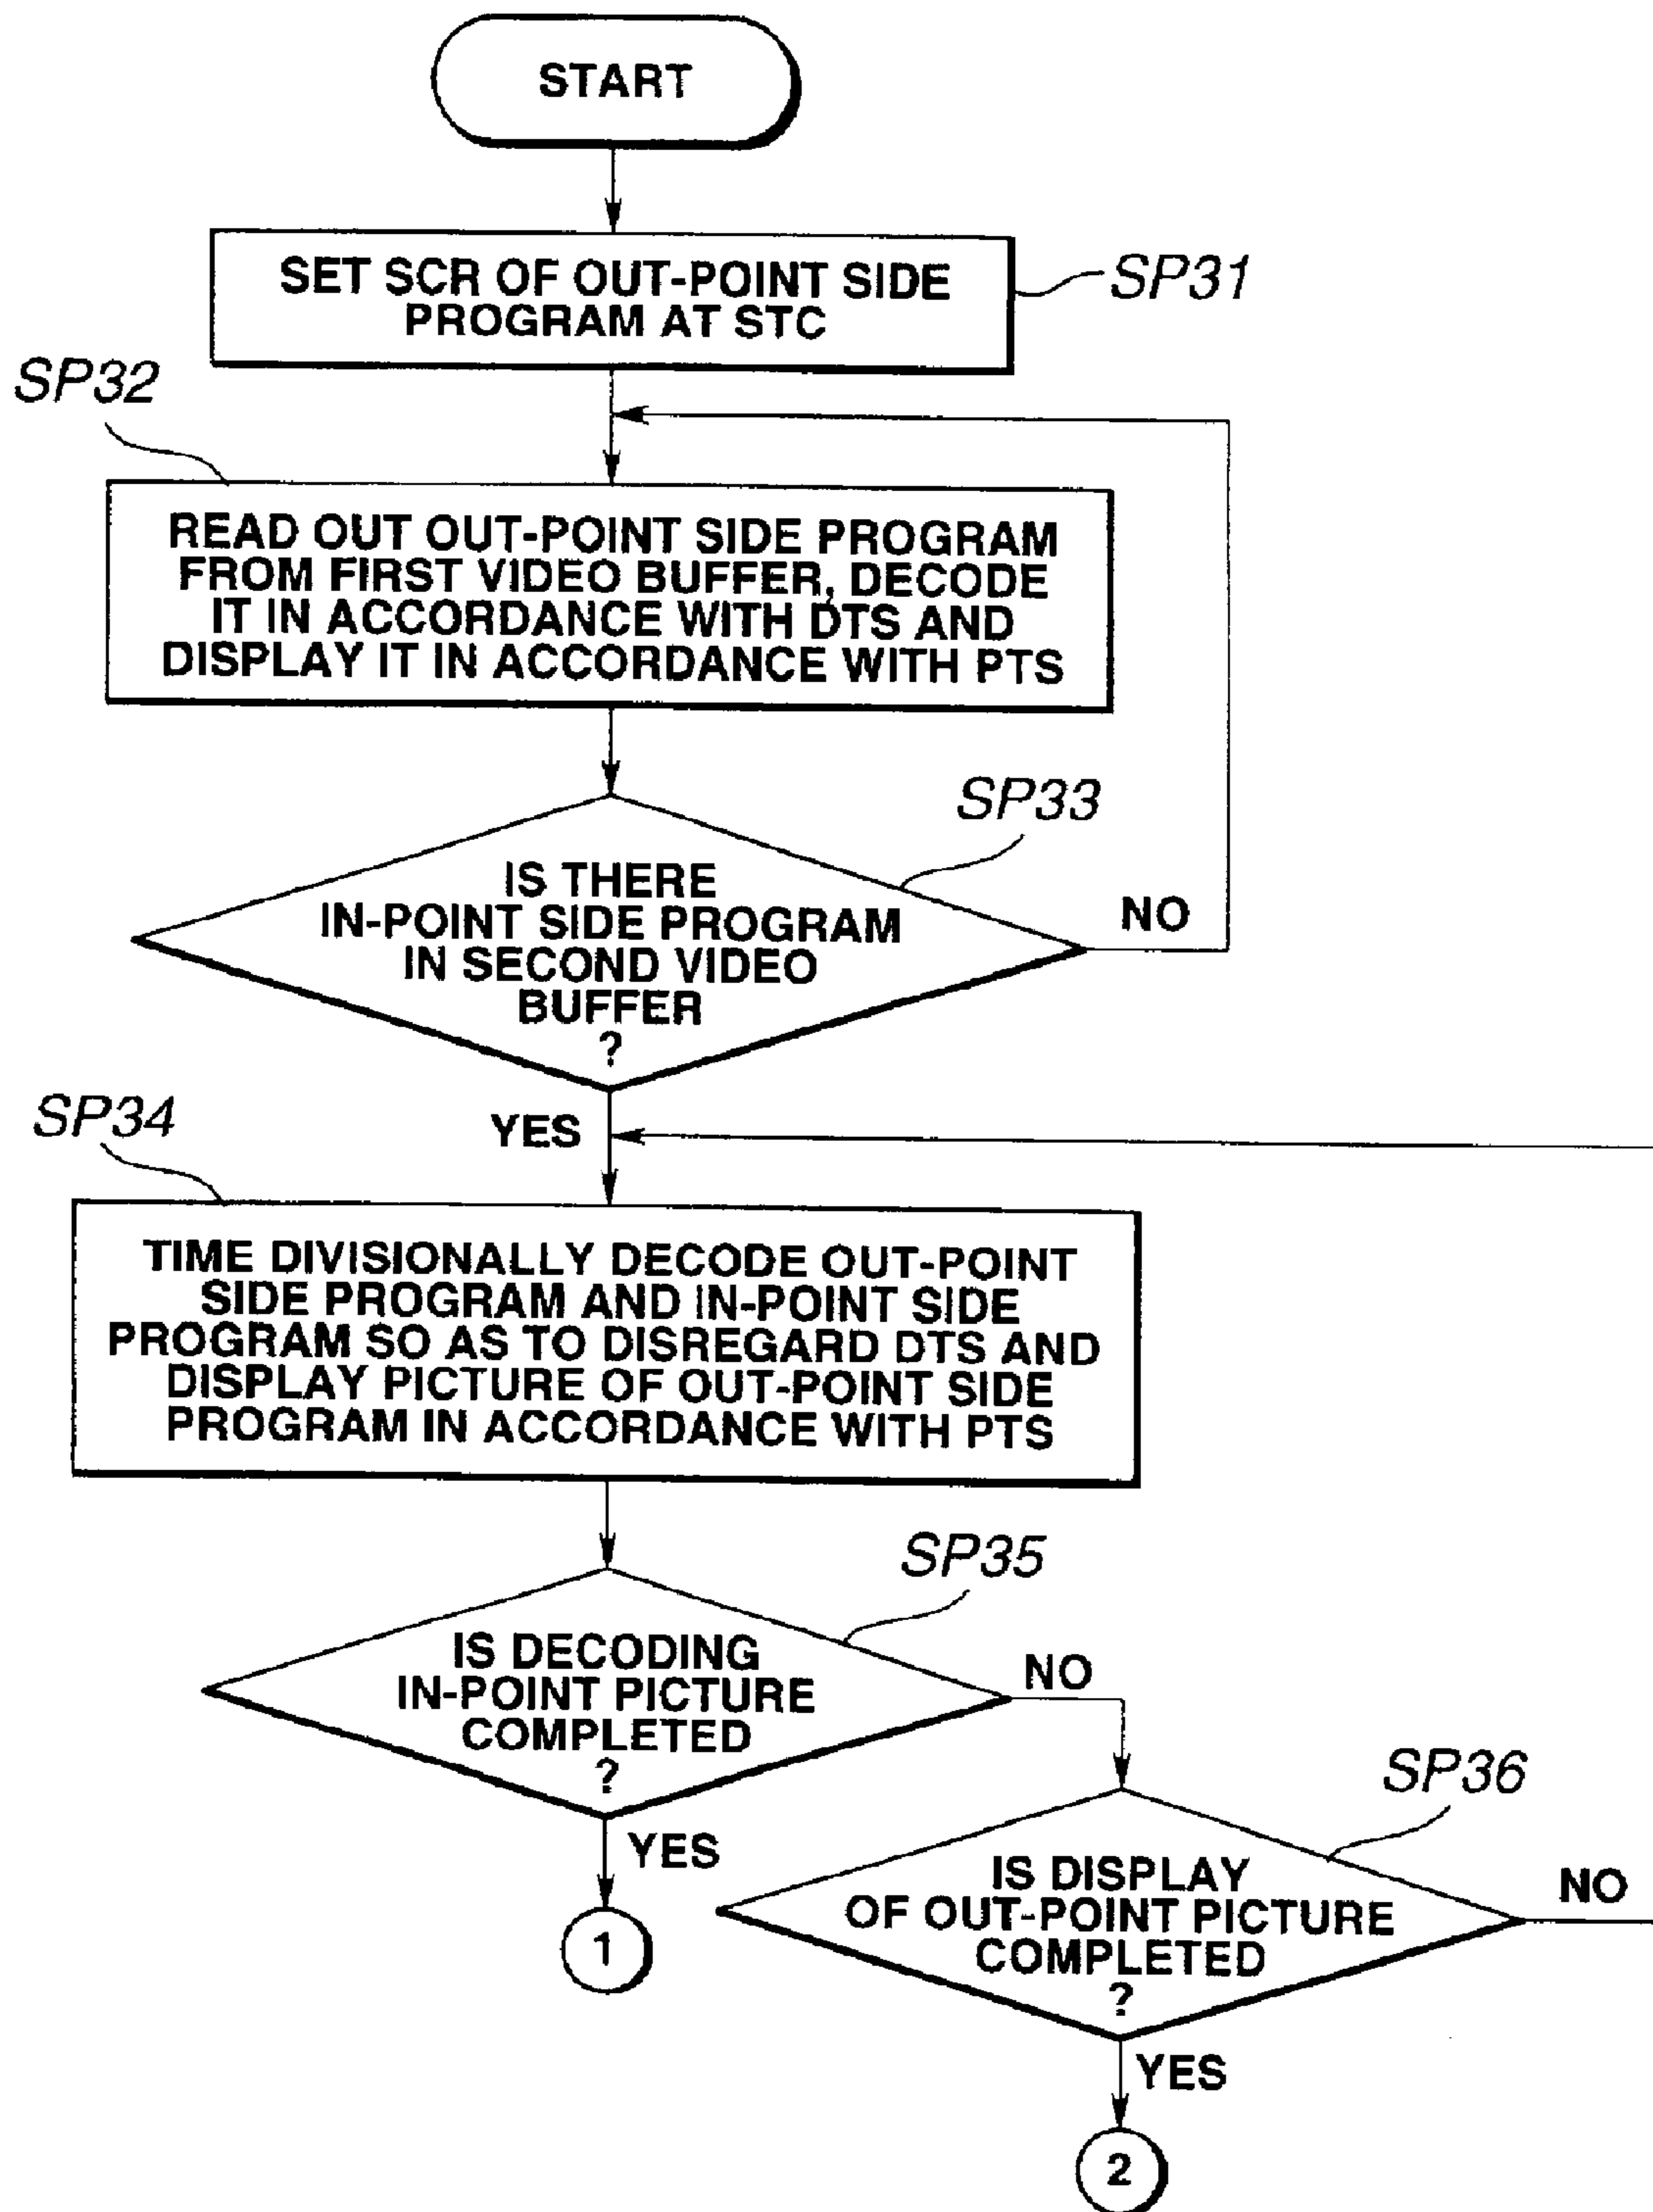 START
SET SCR OF OUT-POINT SIDE
PROGRAM AT STC
SP31
SP32
READ OUT OUT-POINT SIDE PROGRAM
FROM FIRST VIDEO BUFFER, DECODE
IT IN ACCORDANCE WITH DTS AND
DISPLAY IT IN ACCORDANCE WITH PTS
SP33
IS THERE
IN-POINT SIDE PROGRAM
IN SECOND VIDEO
BUFFER
?
NO
YES
SP34
TIME DIVISIONALLY DECODE OUT-POINT
SIDE PROGRAM AND IN-POINT SIDE
PROGRAM SO AS TO DISREGARD DTS AND
DISPLAY PICTURE OF OUT-POINT SIDE
PROGRAM IN ACCORDANCE WITH PTS
SP35
IS DECODING
IN-POINT PICTURE
COMPLETED
?
NO
YES
1
SP36
IS DISPLAY
OF OUT-POINT PICTURE
COMPLETED
?
NO
YES
2